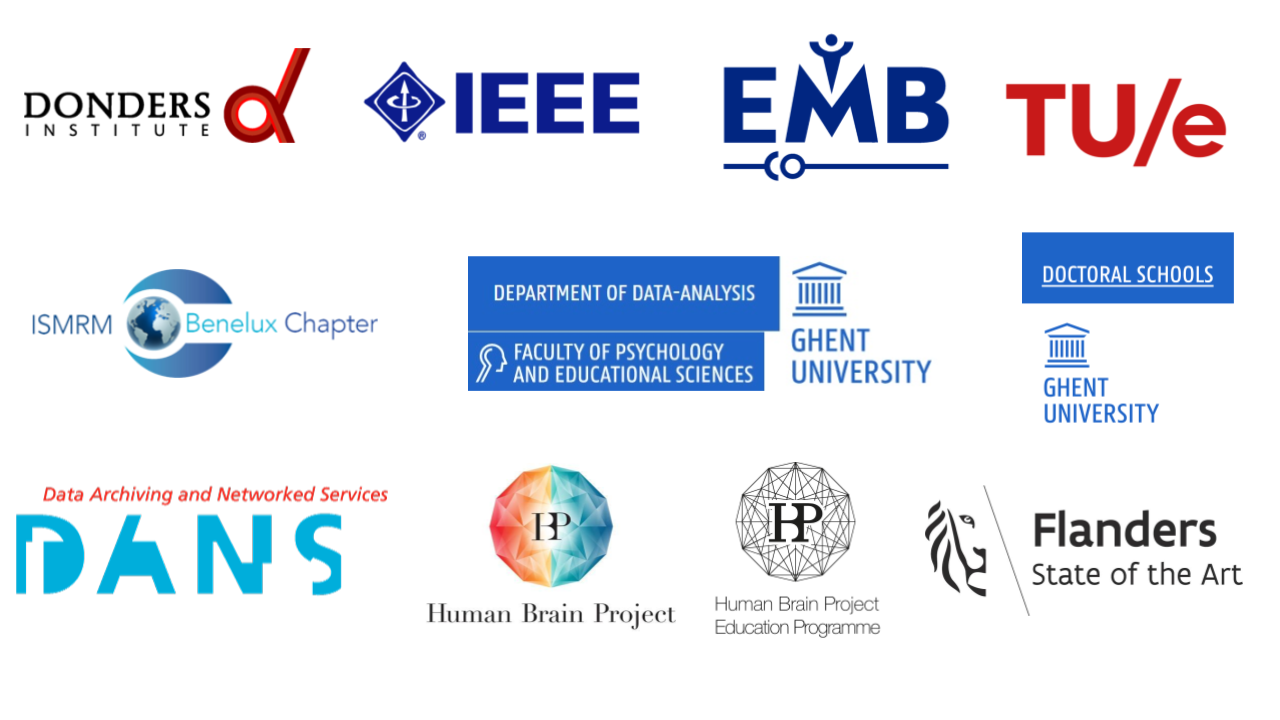 DONDERS
INSTITUTE
IEEE
®
EMB
TU/e
ISMRM Benelux Chapter
DEPARTMENT OF DATA-ANALYSIS
FACULTY OF PSYCHOLOGY
AND EDUCATIONAL SCIENCES
GHENT
UNIVERSITY
DOCTORAL SCHOOLS
GHENT
UNIVERSITY
Data Archiving and Networked Services
DANS
HBP
Human Brain Project
HBP
Human Brain Project
Education Programme
Flanders
State of the Art